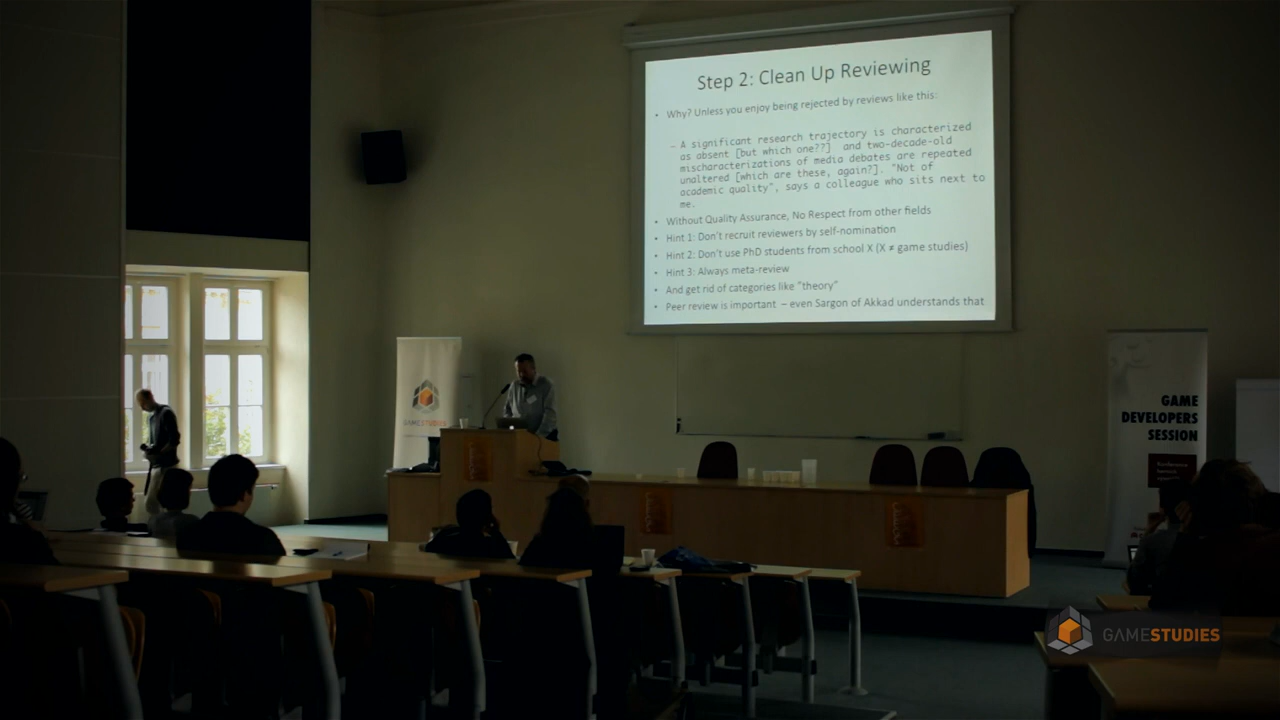 Step 2: Clean Up Reviewing
• Why? Unless you enjoy being rejected by reviews like this:
– A significant research trajectory is characterized
as absent [but which one??] and two-decade-old
mischaracterizations of media debates are repeated
unaltered [which are these, again?]. "Not of
academic quality", says a colleague who sits next to
me.
• Without Quality Assurance, No Respect from other fields
• Hint 1: Don't recruit reviewers by self-nomination
• Hint 2: Don't use PhD students from school X (X ≠ game studies)
• Hint 3: Always meta-review
• And get rid of categories like "theory"
• Peer review is important – even Sargon of Akkad understands that
GAMESTUDIES
GAME
DEVELOPERS
SESSION
GAMESTUDIES